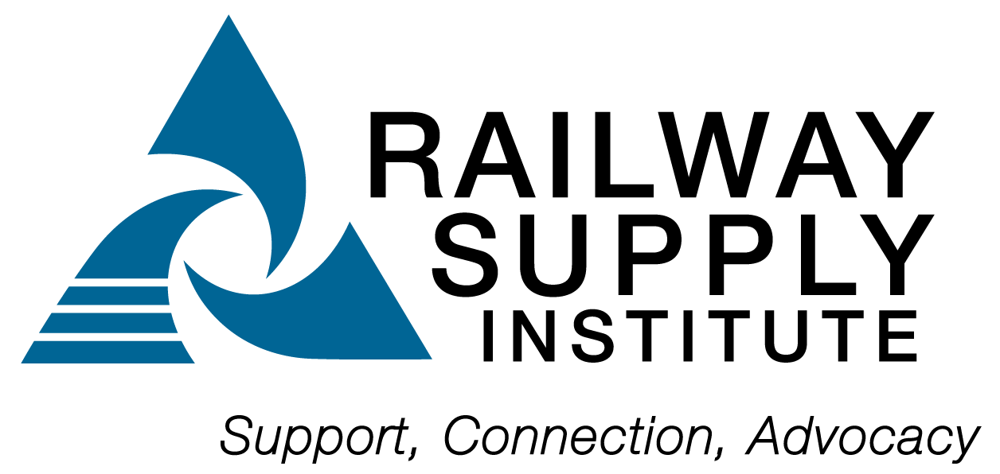 RAILWAY
SUPPLY
INSTITUTE
Support, Connection, Advocacy